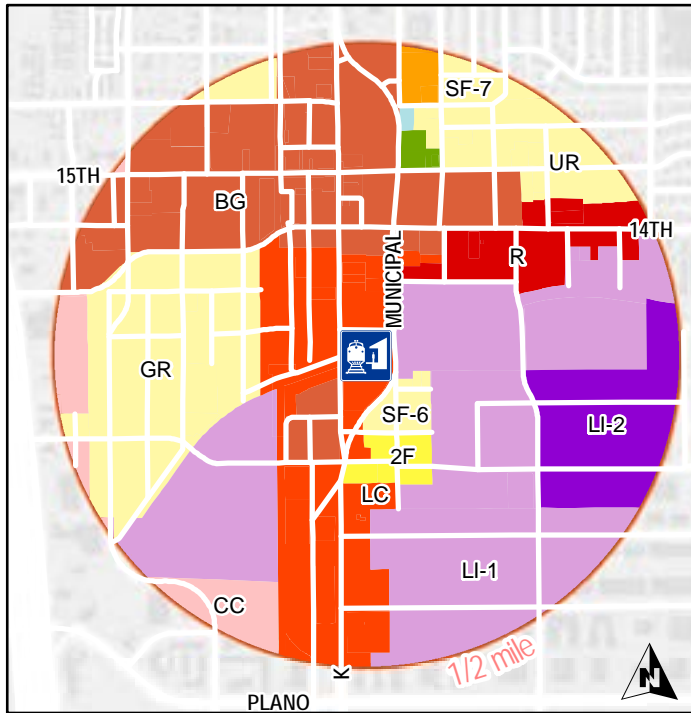 SF-7
UR
15TH
BG
14TH
MUNICIPAL
R
GR
SF-6
LI-2
2F
LC
LI-1
CC
1/2 mile
K
N
PLANO